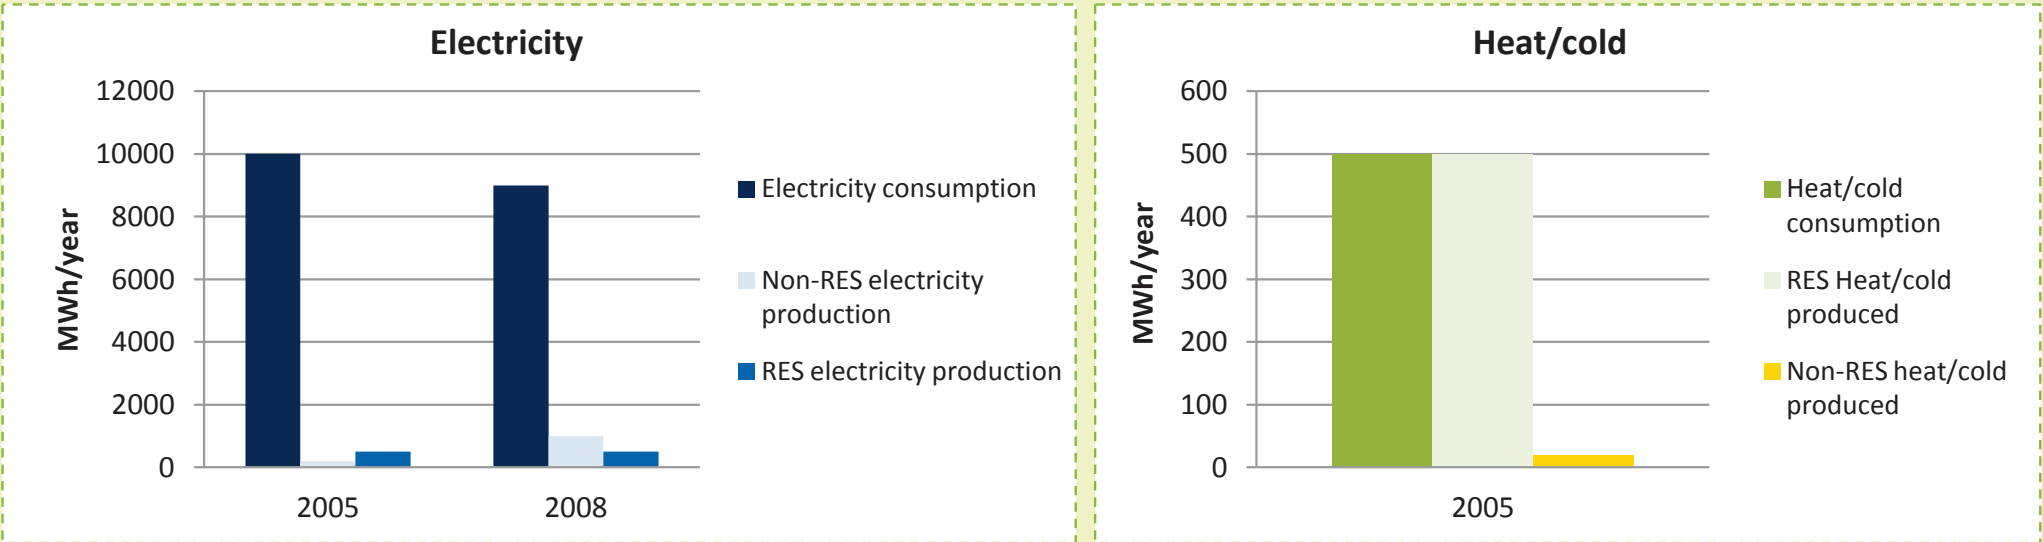 Electricity
MWh/year
12000
10000
8000
6000
4000
2000
0
2005
2008
Electricity consumption
Non-RES electricity
production
RES electricity production
Heat/cold
MWh/year
600
500
400
300
200
100
0
2005
Heat/cold
consumption
RES Heat/cold
produced
Non-RES heat/cold
produced